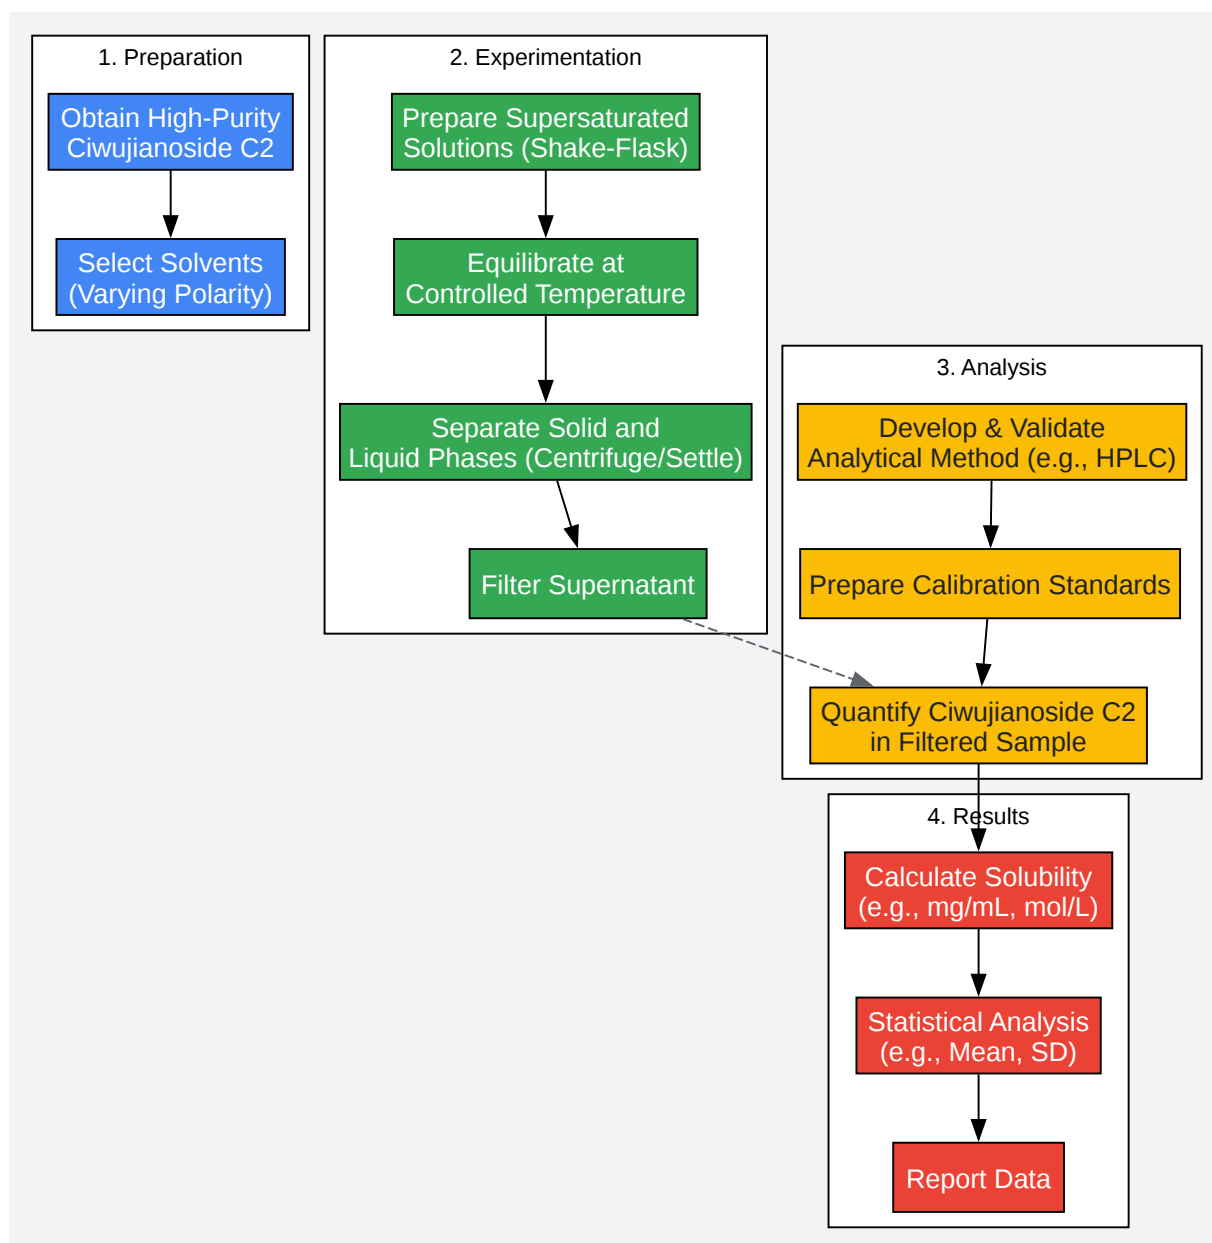 1. Preparation
Obtain High-Purity
Ciwujianoside C2
Select Solvents
(Varying Polarity)
2. Experimentation
Prepare Supersaturated
Solutions (Shake-Flask)
Equilibrate at
Controlled Temperature
Separate Solid and
Liquid Phases (Centrifuge/Settle)
Filter Supernatant
3. Analysis
Develop & Validate
Analytical Method (e.g., HPLC)
Prepare Calibration Standards
Quantify Ciwujianoside C2
in Filtered Sample
4. Results
Calculate Solubility
(e.g., mg/mL, mol/L)
Statistical Analysis
(e.g., Mean, SD)
Report Data